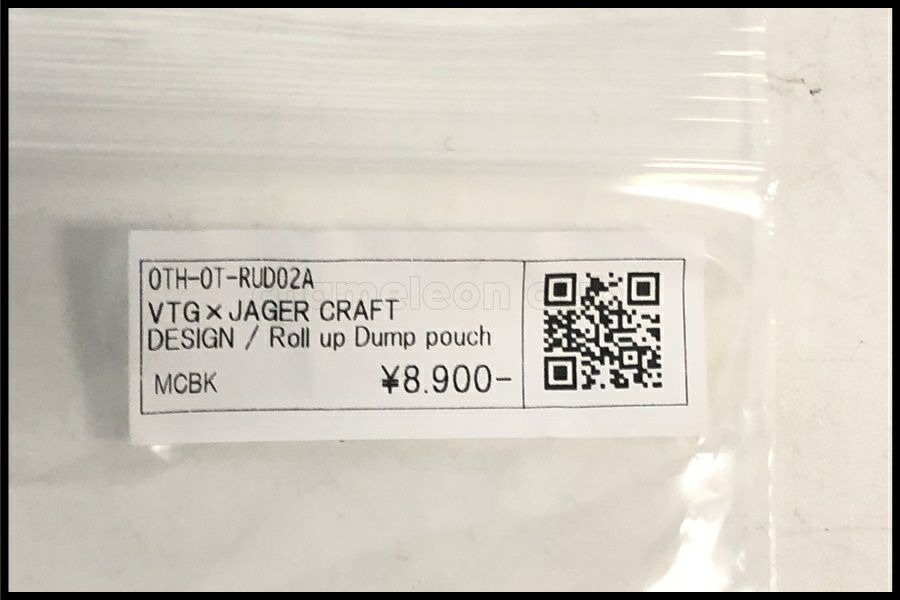 OTH-OT-RUD02A
VTG×JAGER CRAFT
DESIGN / Roll up Dump pouch
MCBK
¥8.900-